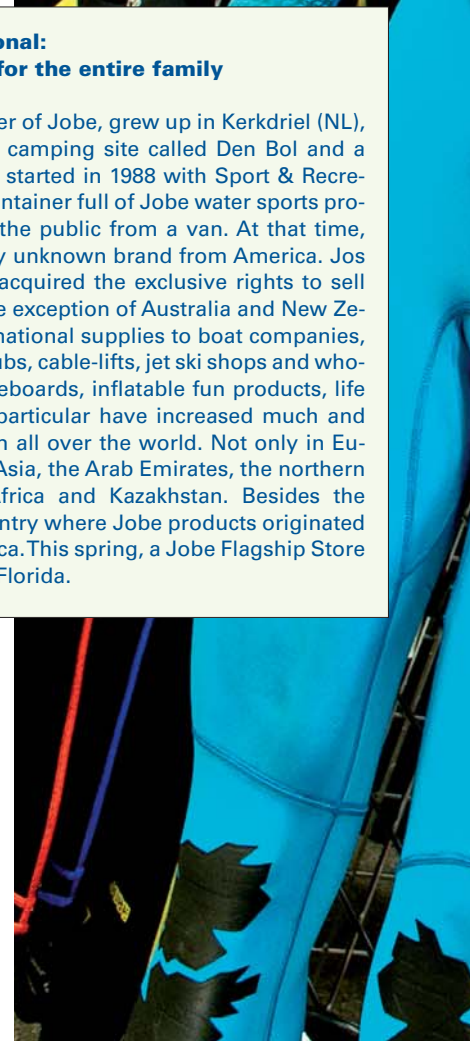 onal:
for the entire family
er of Jobe, grew up in Kerkdriel (NL),
camping site called Den Bol and a
started in 1988 with Sport & Recre-
ntainer full of Jobe water sports pro-
the public from a van. At that time,
y unknown brand from America. Jos
acquired the exclusive rights to sell
e exception of Australia and New Ze-
national supplies to boat companies,
ubs, cable-lifts, jet ski shops and who-
eboards, inflatable fun products, life
particular have increased much and
n all over the world. Not only in Eu-
Asia, the Arab Emirates, the northern
frica and Kazakhstan. Besides the
ntry where Jobe products originated
ca. This spring, a Jobe Flagship Store
Florida.